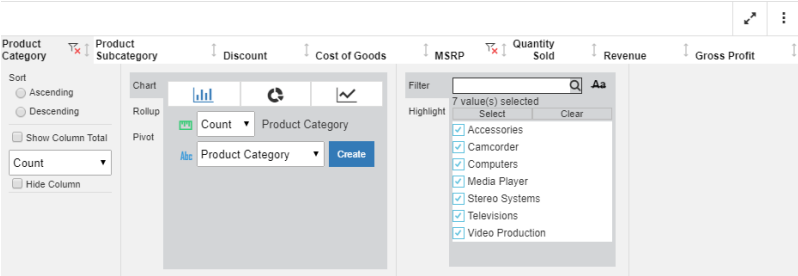 Product Category
Product Subcategory
Discount
Cost of Goods
MSRP
Quantity Sold
Revenue
Gross Profit
Sort
Ascending
Descending
Show Column Total
Count
Hide Column
Chart
Rollup
Pivot
Count
Product Category
Abc
Product Category
Create
Filter
Aa
Highlight
7 value(s) selected
Select
Clear
Accessories
Camcorder
Computers
Media Player
Stereo Systems
Televisions
Video Production